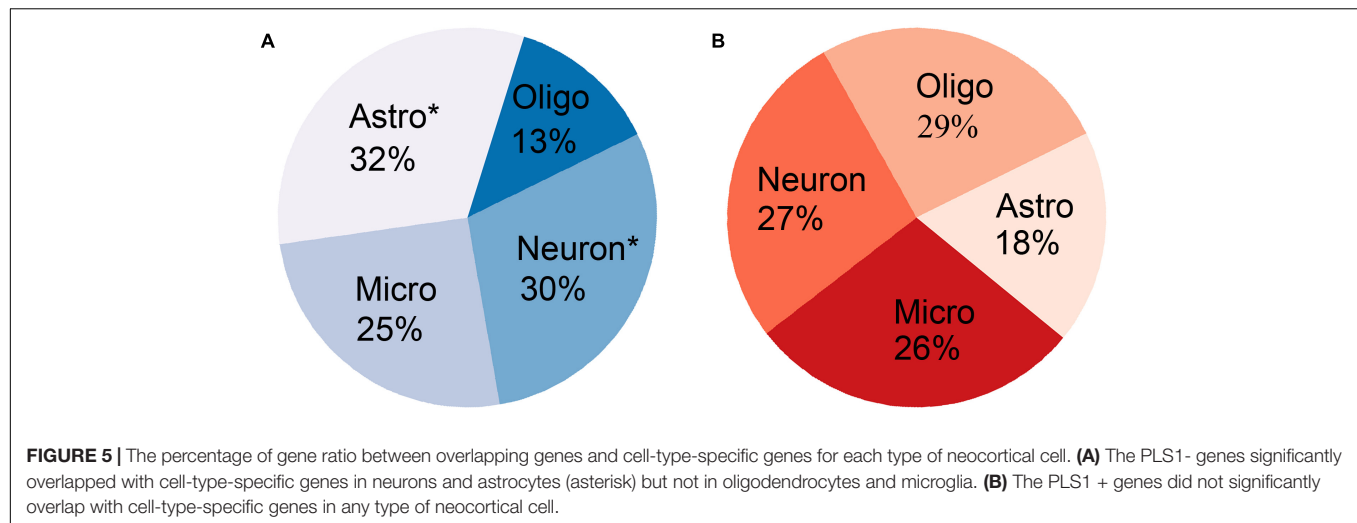 A
Astro*
32%
Oligo
13%
Neuron*
30%
Micro
25%
B
Oligo
29%
Neuron
27%
Astro
18%
Micro
26%
FIGURE 5 | The percentage of gene ratio between overlapping genes and cell-type-specific genes for each type of neocortical cell. (A) The PLS1- genes significantly
overlapped with cell-type-specific genes in neurons and astrocytes (asterisk) but not in oligodendrocytes and microglia. (B) The PLS1 + genes did not significantly
overlap with cell-type-specific genes in any type of neocortical cell.